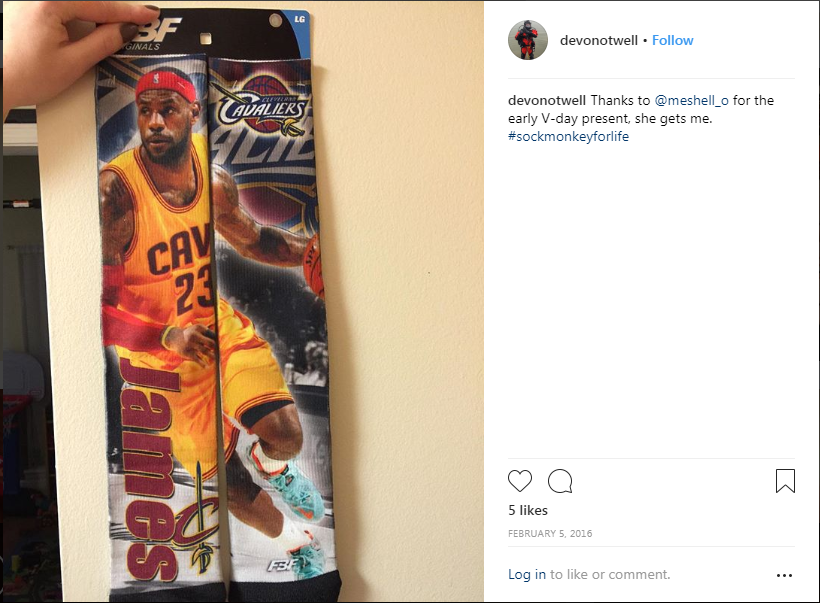 FBF
ORIGINALS
LG
CLEVELAND
CAVALIERS
CAV
23
James
FBF
devonotwell • Follow
devonotwell Thanks to @meshell_o for the
early V-day present, she gets me.
#sockmonkeyforlife
5 likes
FEBRUARY 5, 2016
Log in to like or comment.